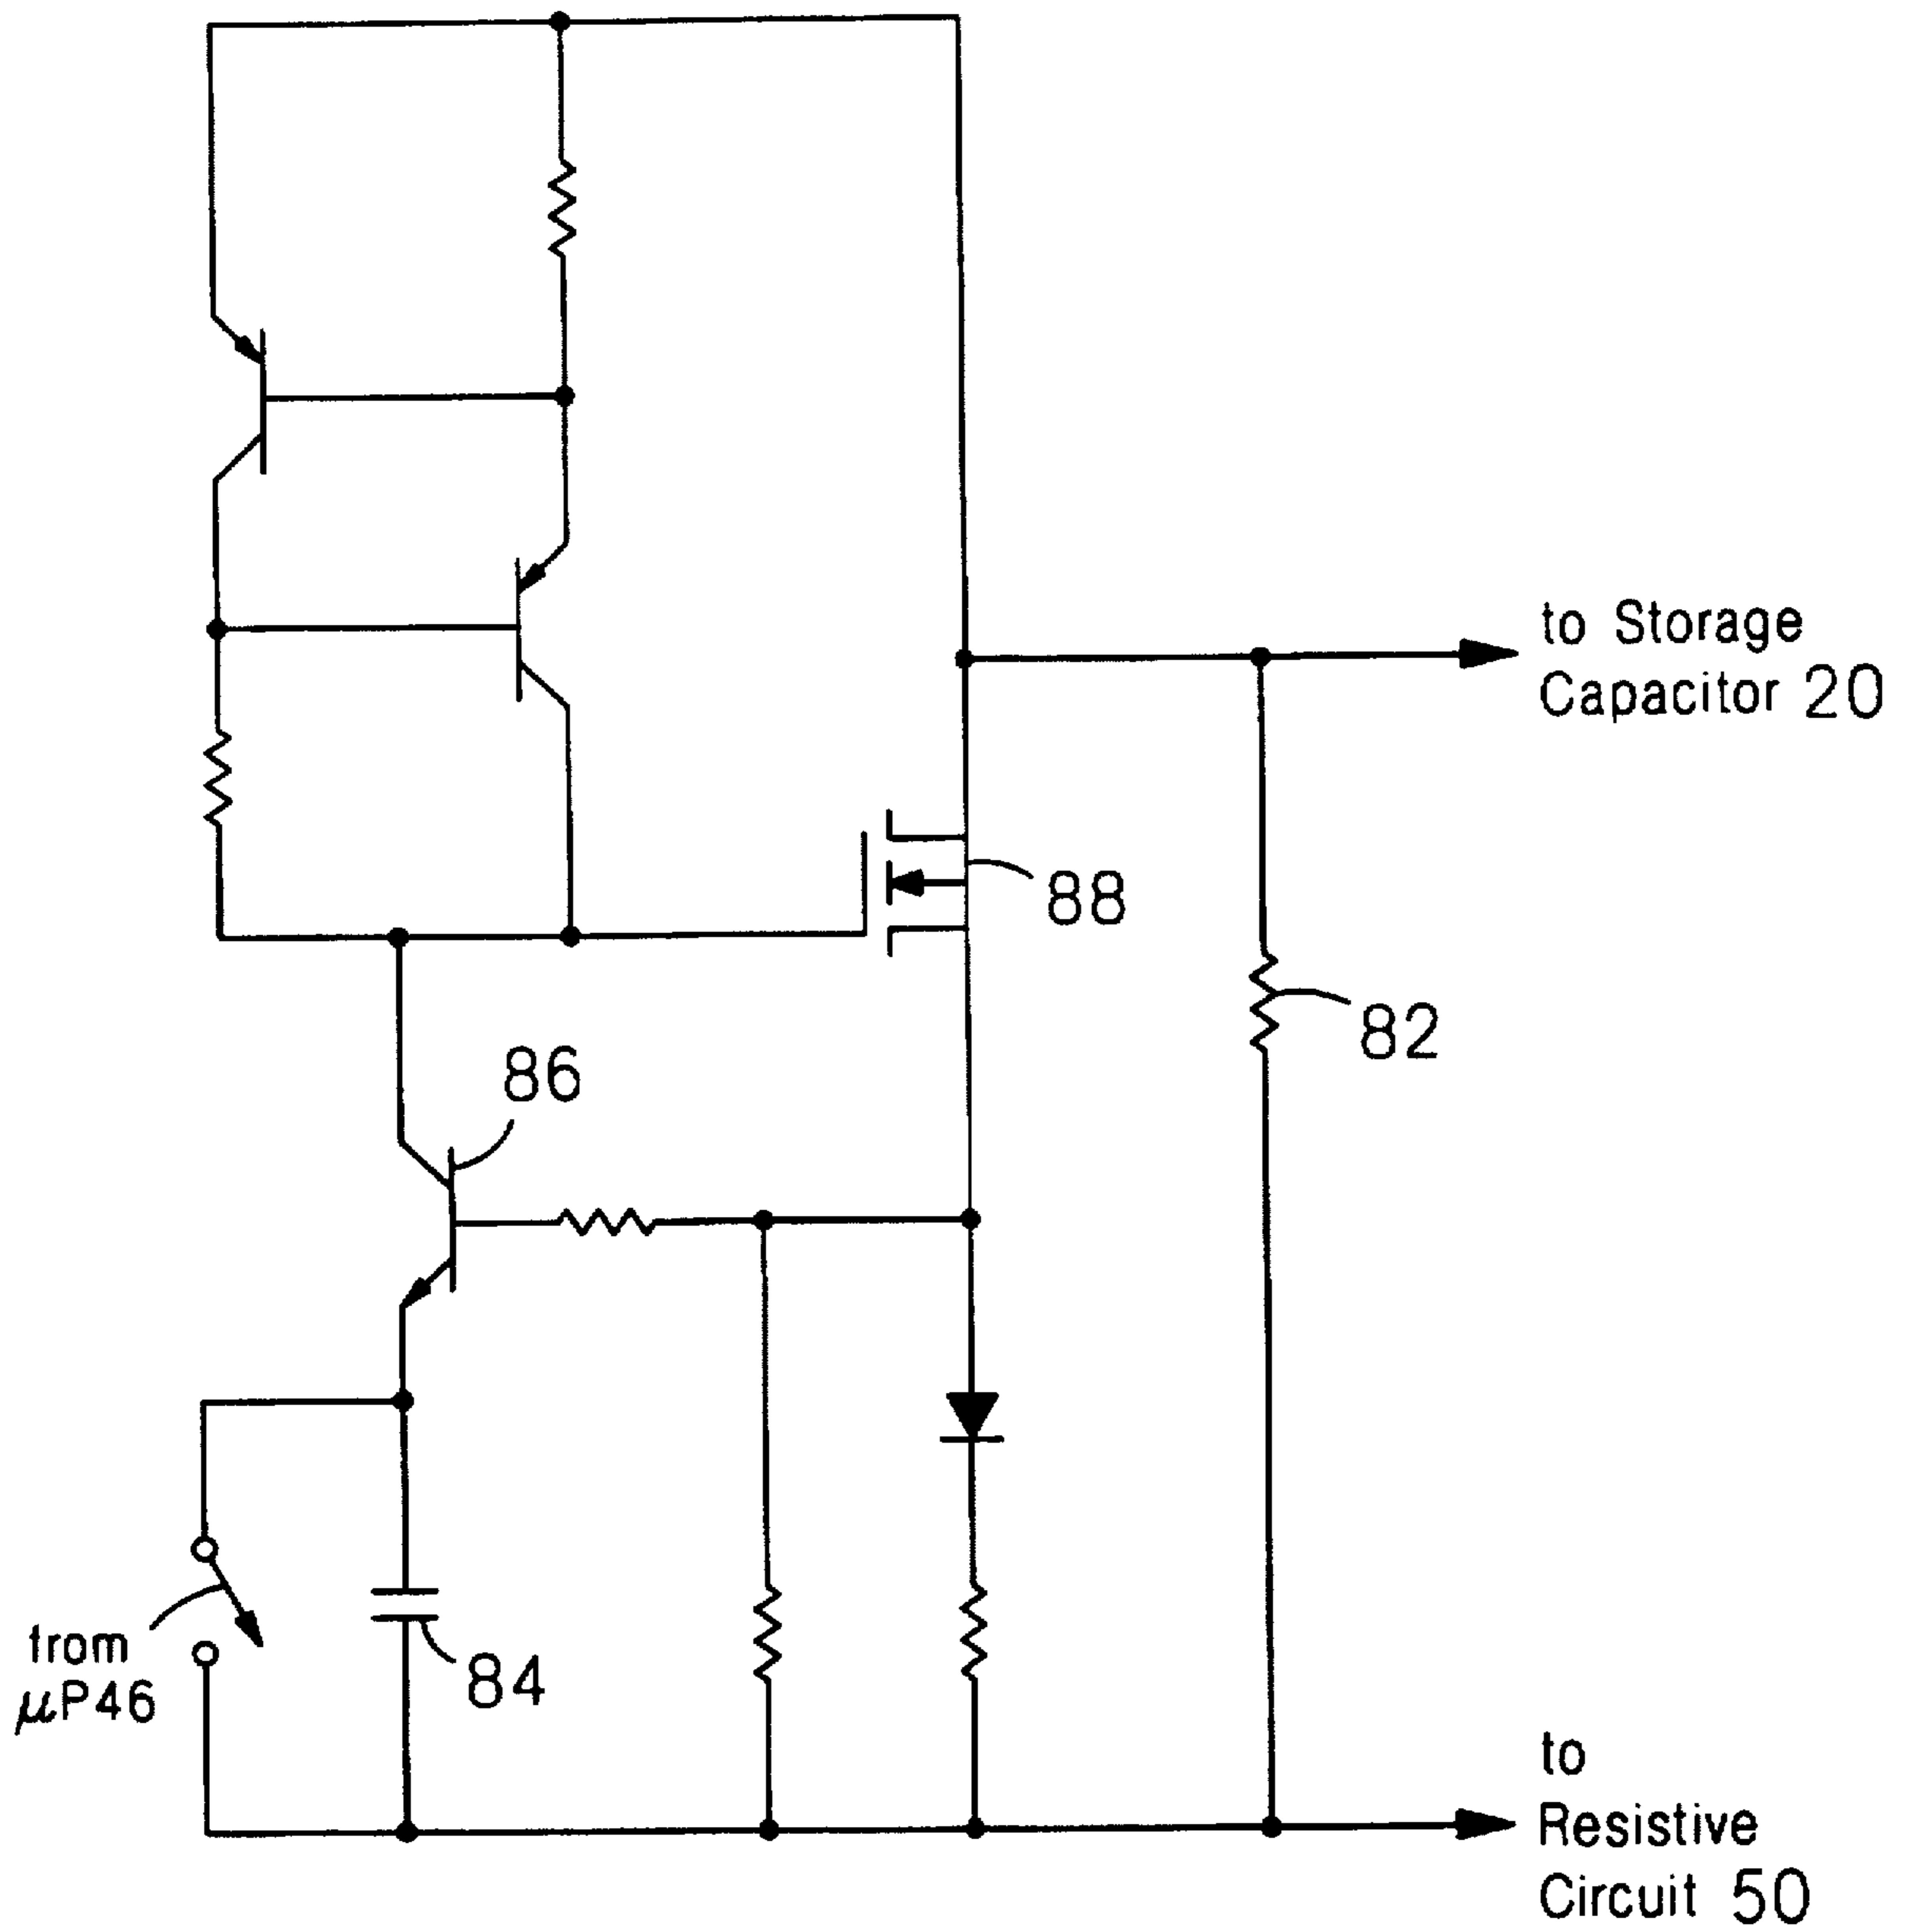 to Storage
Capacitor 20
88
82
86
from
μP46
84
to
Resistive
Circuit 50